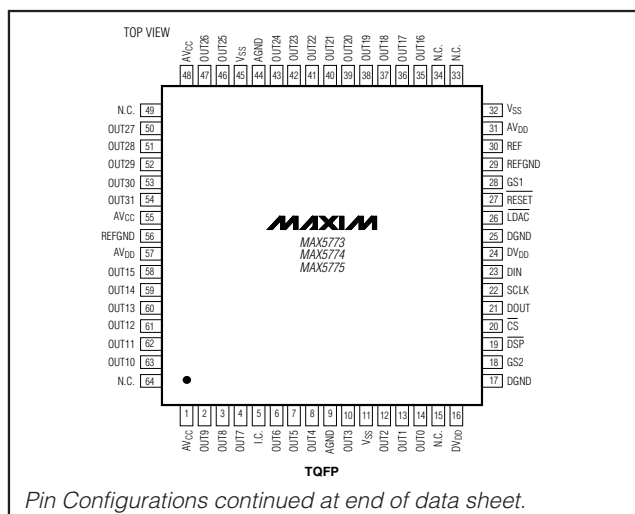 TOP VIEW
AVCC
OUT26
OUT25
VSS
AGND
OUT24
OUT23
OUT22
OUT21
OUT20
OUT19
OUT18
OUT17
OUT16
N.C.
N.C.
48 47 46 45 44 43 42 41 40 39 38 37 36 35 34 33
N.C. 49
OUT27 50
OUT28 51
OUT29 52
OUT30 53
OUT31 54
AVCC 55
REFGND 56
AVDD 57
OUT15 58
OUT14 59
OUT13 60
OUT12 61
OUT11 62
OUT10 63
N.C. 64
MAXIM
MAX5773
MAX5774
MAX5775
32 VSS
31 AVDD
30 REF
29 REFGND
28 GS1
27 RESET
26 LDAC
25 DGND
24 DVDD
23 DIN
22 SCLK
21 DOUT
20 CS
19 DSP
18 GS2
17 DGND
1 2 3 4 5 6 7 8 9 10 11 12 13 14 15 16
AVCC
OUT9
OUT8
OUT7
I.C.
OUT6
OUT5
OUT4
AGND
OUT3
VSS
OUT2
OUT1
OUT0
N.C.
DVDD
TQFP
Pin Configurations continued at end of data sheet.